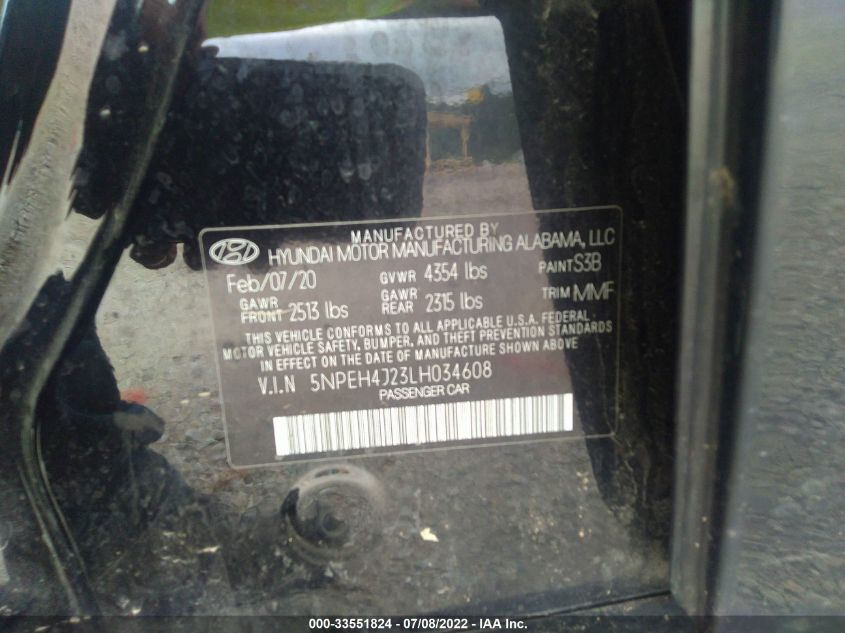 MANUFACTURED BY
HYUNDAI MOTOR MANUFACTURING ALABAMA, LLC
Feb/07/20 GVWR 4354 lbs PAINT S3B
GAWR FRONT 2513 lbs GAWR REAR 2315 lbs TRIM MMF
THIS VEHICLE CONFORMS TO ALL APPLICABLE U.S.A. FEDERAL
MOTOR VEHICLE SAFETY, BUMPER, AND THEFT PREVENTION STANDARDS
IN EFFECT ON THE DATE OF MANUFACTURE SHOWN ABOVE
V.I.N 5NPEH4J23LH034608
PASSENGER CAR
000-33551824 - 07/08/2022 - IAA Inc.